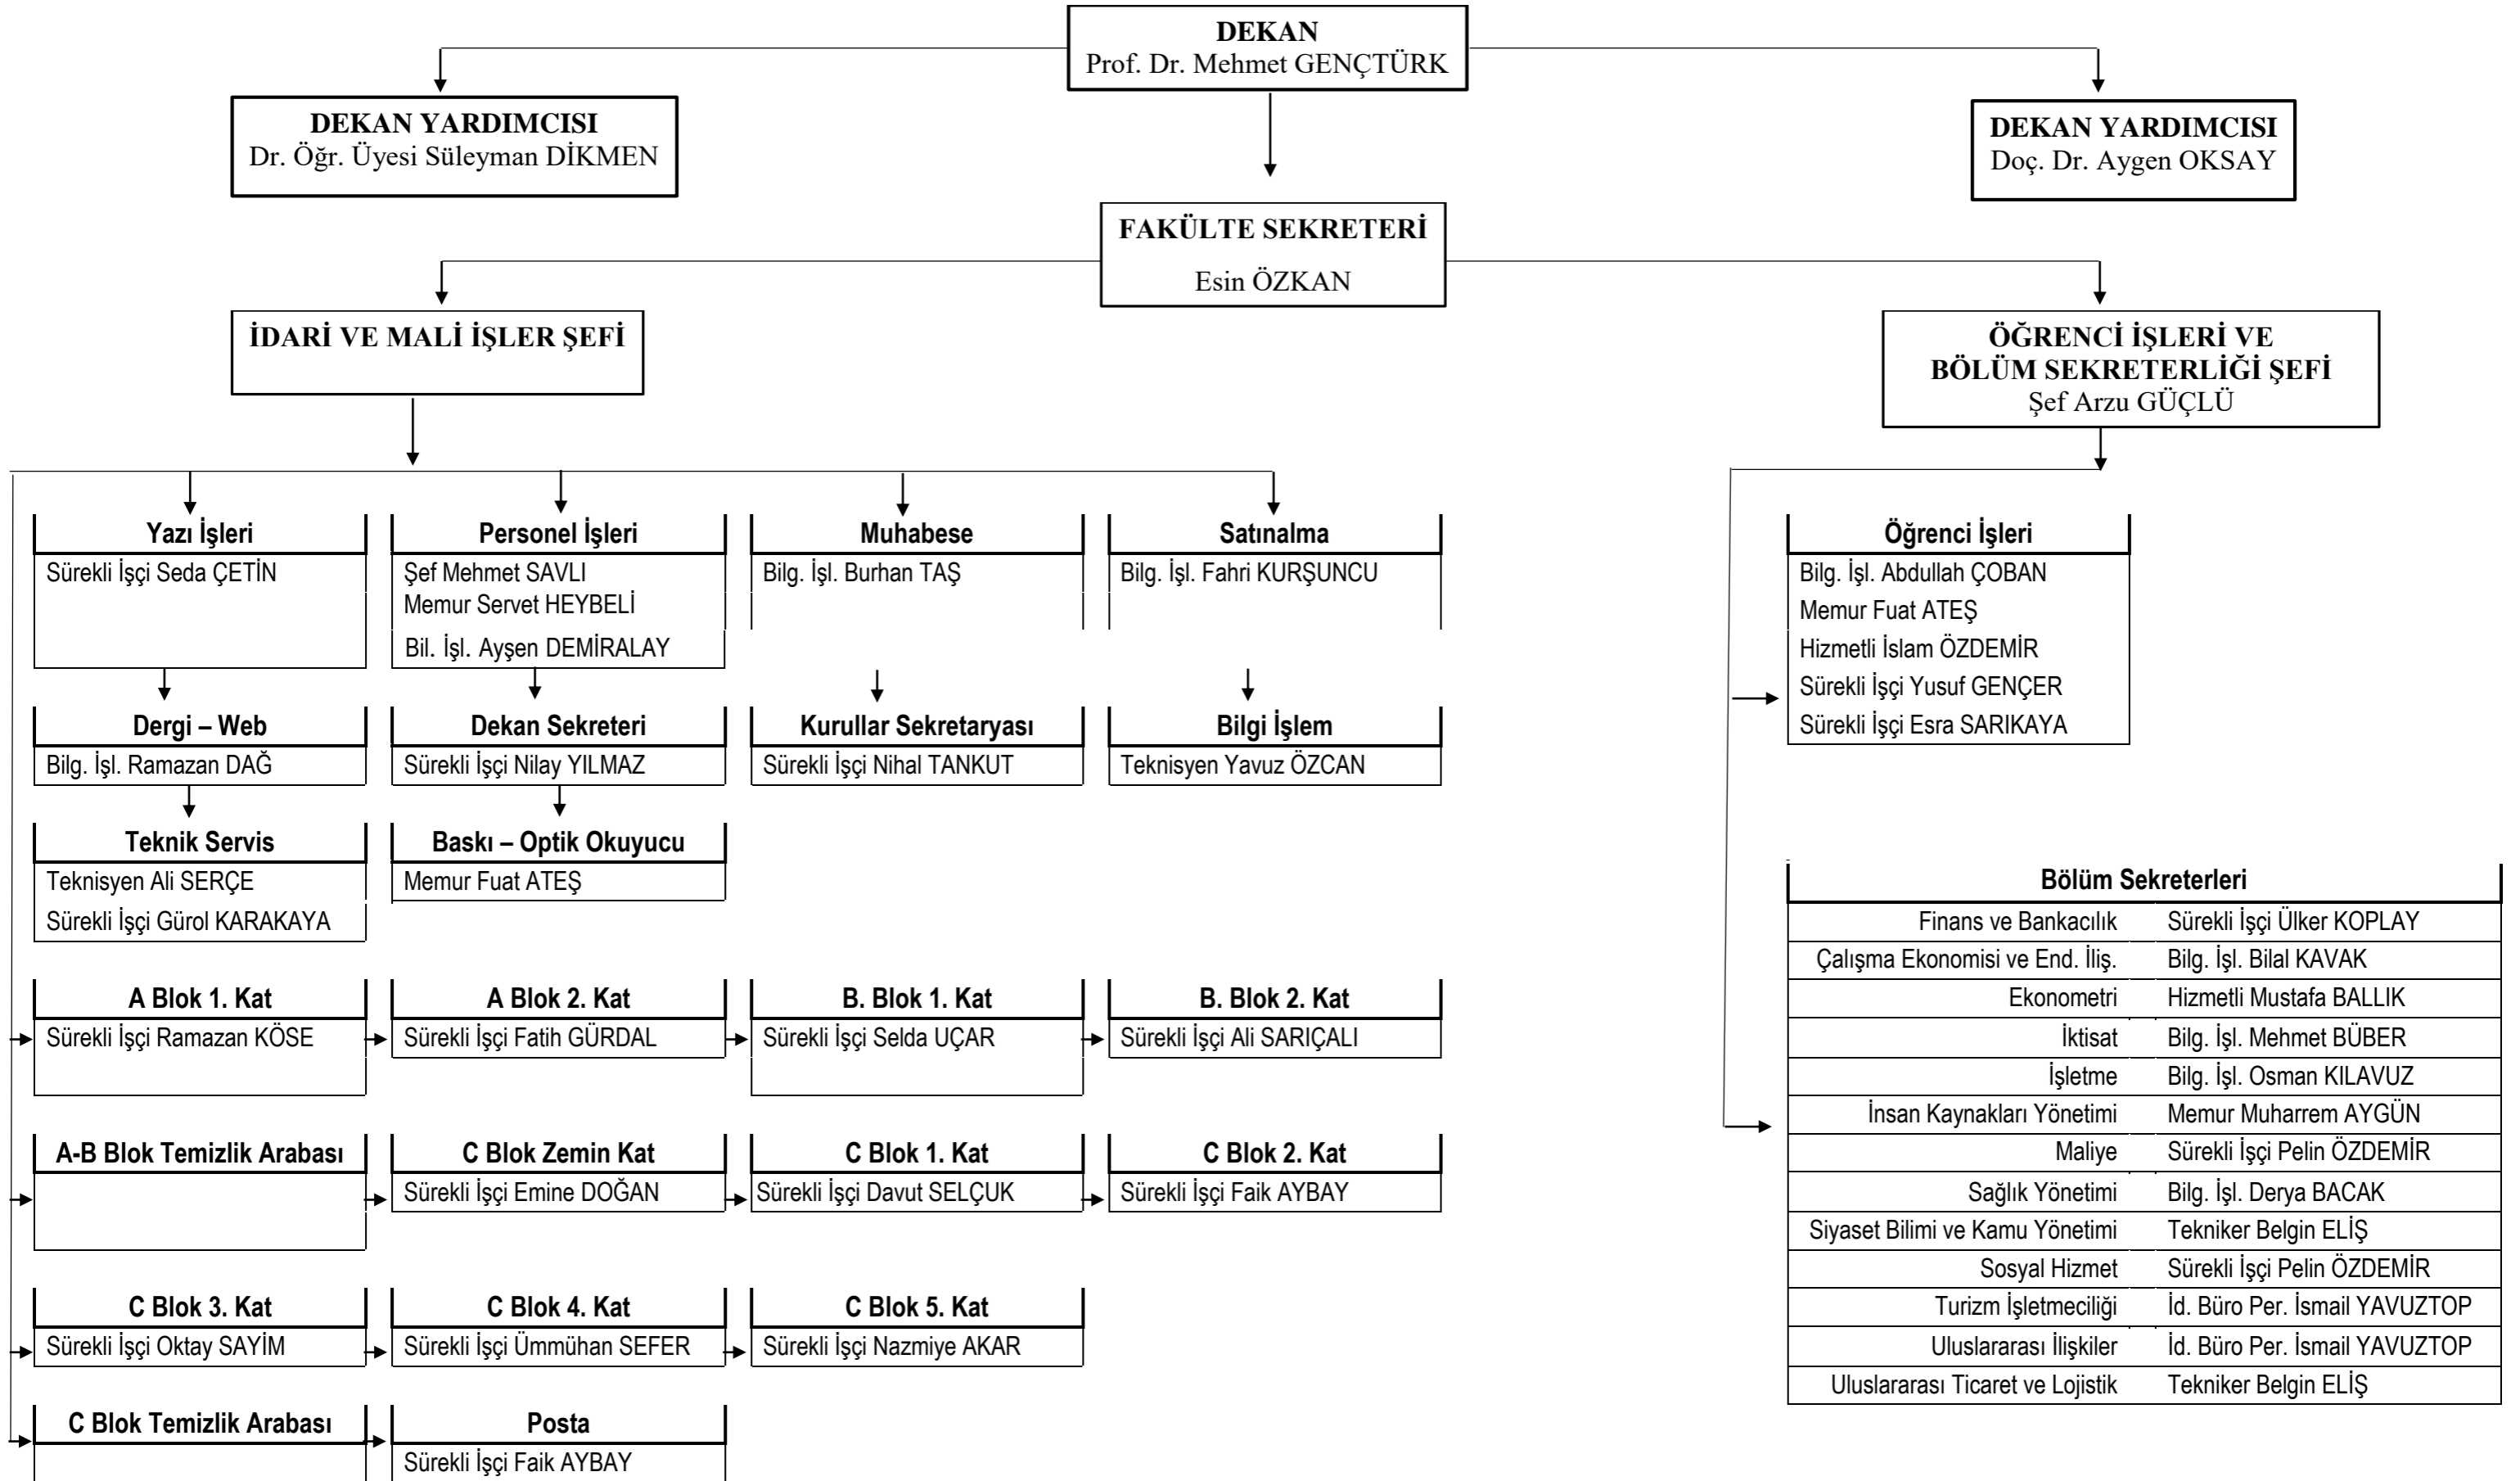 DEKAN
Prof. Dr. Mehmet GENÇTÜRK
DEKAN YARDIMCISI
Dr. Öğr. Üyesi Süleyman DİKMEN
DEKAN YARDIMCISI
Doç. Dr. Aygen OKSAY
FAKÜLTE SEKRETERİ
Esin ÖZKAN
İDARİ VE MALİ İŞLER ŞEFİ
ÖĞRENCİ İŞLERİ VE
BÖLÜM SEKRETERLİĞİ ŞEFİ
Şef Arzu GÜÇLÜ
Yazı İşleri
Sürekli İşçi Seda ÇETİN
Personel İşleri
Şef Mehmet SAVLI
Memur Servet HEYBELİ
Bil. İşl. Ayşen DEMİRALAY
Muhabese
Bilg. İşl. Burhan TAŞ
Satınalma
Bilg. İşl. Fahri KURŞUNCU
Dergi – Web
Bilg. İşl. Ramazan DAĞ
Dekan Sekreteri
Sürekli İşçi Nilay YILMAZ
Kurullar Sekretaryası
Sürekli İşçi Nihal TANKUT
Bilgi İşlem
Teknisyen Yavuz ÖZCAN
Teknik Servis
Teknisyen Ali SERÇE
Sürekli İşçi Gürol KARAKAYA
Baskı – Optik Okuyucu
Memur Fuat ATEŞ
A Blok 1. Kat
Sürekli İşçi Ramazan KÖSE
A Blok 2. Kat
Sürekli İşçi Fatih GÜRDAL
B. Blok 1. Kat
Sürekli İşçi Selda UÇAR
B. Blok 2. Kat
Sürekli İşçi Ali SARIÇALI
A-B Blok Temizlik Arabası
C Blok Zemin Kat
Sürekli İşçi Emine DOĞAN
C Blok 1. Kat
Sürekli İşçi Davut SELÇUK
C Blok 2. Kat
Sürekli İşçi Faik AYBAY
C Blok 3. Kat
Sürekli İşçi Oktay SAYİM
C Blok 4. Kat
Sürekli İşçi Ümmühan SEFER
C Blok 5. Kat
Sürekli İşçi Nazmiye AKAR
C Blok Temizlik Arabası
Posta
Sürekli İşçi Faik AYBAY
Öğrenci İşleri
Bilg. İşl. Abdullah ÇOBAN
Memur Fuat ATEŞ
Hizmetli İslam ÖZDEMİR
Sürekli İşçi Yusuf GENÇER
Sürekli İşçi Esra SARIKAYA
Bölüm Sekreterleri
Finans ve Bankacılık Sürekli İşçi Ülker KOPLAY
Çalışma Ekonomisi ve End. İliş. Bilg. İşl. Bilal KAVAK
Ekonometri Hizmetli Mustafa BALLIK
İktisat Bilg. İşl. Mehmet BÜBER
İşletme Bilg. İşl. Osman KILAVUZ
İnsan Kaynakları Yönetimi Memur Muharrem AYGÜN
Maliye Sürekli İşçi Pelin ÖZDEMİR
Sağlık Yönetimi Bilg. İşl. Derya BACAK
Siyaset Bilimi ve Kamu Yönetimi Tekniker Belgin ELİŞ
Sosyal Hizmet Sürekli İşçi Pelin ÖZDEMİR
Turizm İşletmeciliği İd. Büro Per. İsmail YAVUZTOP
Uluslararası İlişkiler İd. Büro Per. İsmail YAVUZTOP
Uluslararası Ticaret ve Lojistik Tekniker Belgin ELİŞ